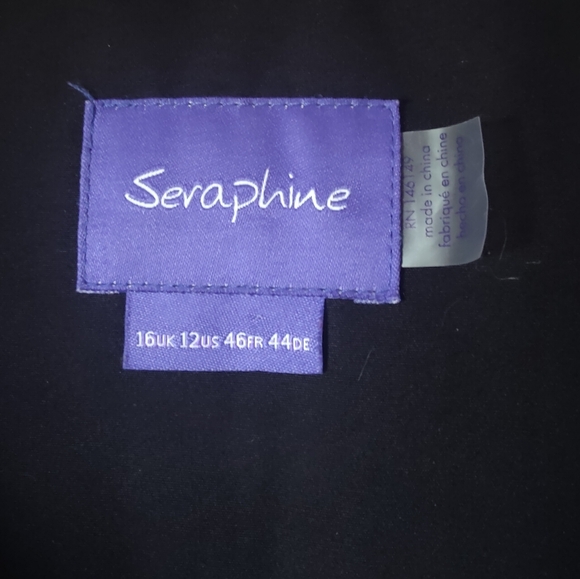 Seraphine
16UK 12US 46FR 44DE
RN 146149
made in china
fabriqué en chine
hecho en china